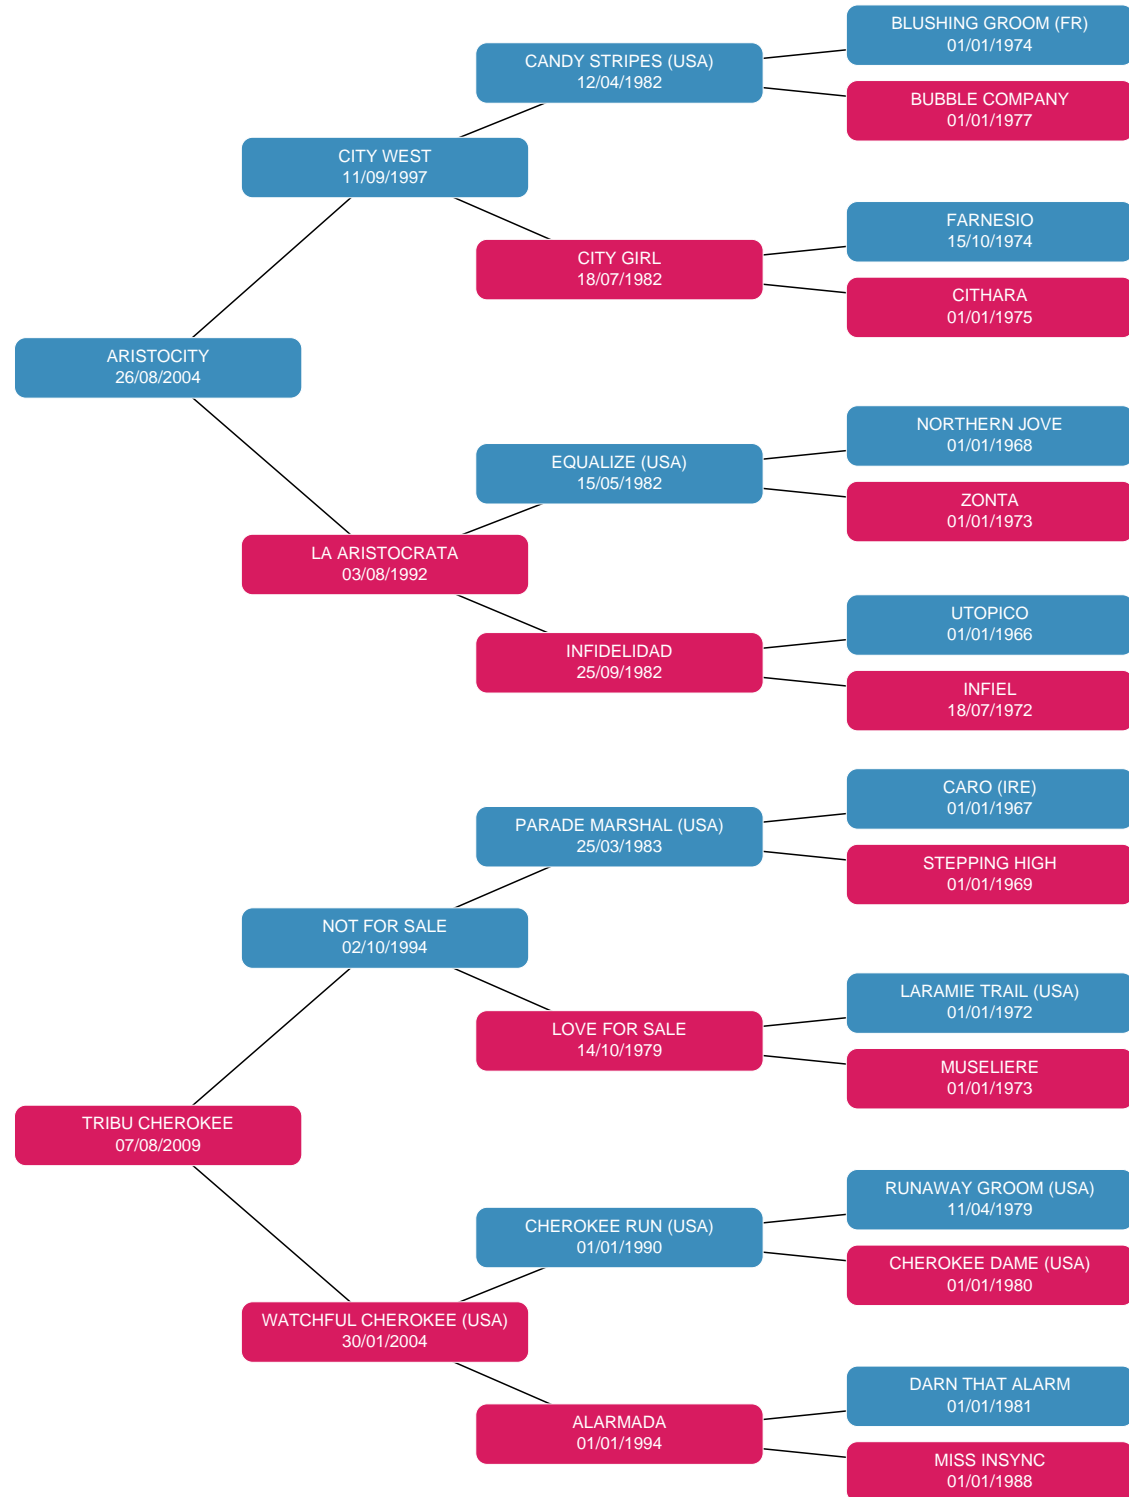 BLUSHING GROOM (FR)
01/01/1974
CANDY STRIPES (USA)
12/04/1982
BUBBLE COMPANY
01/01/1977
CITY WEST
11/09/1997
FARNESIO
15/10/1974
CITY GIRL
18/07/1982
CITHARA
01/01/1975
ARISTOCITY
26/08/2004
NORTHERN JOVE
01/01/1968
EQUALIZE (USA)
15/05/1982
ZONTA
01/01/1973
LA ARISTOCRATA
03/08/1992
UTOPICO
01/01/1966
INFIDELIDAD
25/09/1982
INFIEL
18/07/1972
CARO (IRE)
01/01/1967
PARADE MARSHAL (USA)
25/03/1983
STEPPING HIGH
01/01/1969
NOT FOR SALE
02/10/1994
LARAMIE TRAIL (USA)
01/01/1972
LOVE FOR SALE
14/10/1979
MUSELIERE
01/01/1973
TRIBU CHEROKEE
07/08/2009
RUNAWAY GROOM (USA)
11/04/1979
CHEROKEE RUN (USA)
01/01/1990
CHEROKEE DAME (USA)
01/01/1980
WATCHFUL CHEROKEE (USA)
30/01/2004
DARN THAT ALARM
01/01/1981
ALARMADA
01/01/1994
MISS INSYNC
01/01/1988